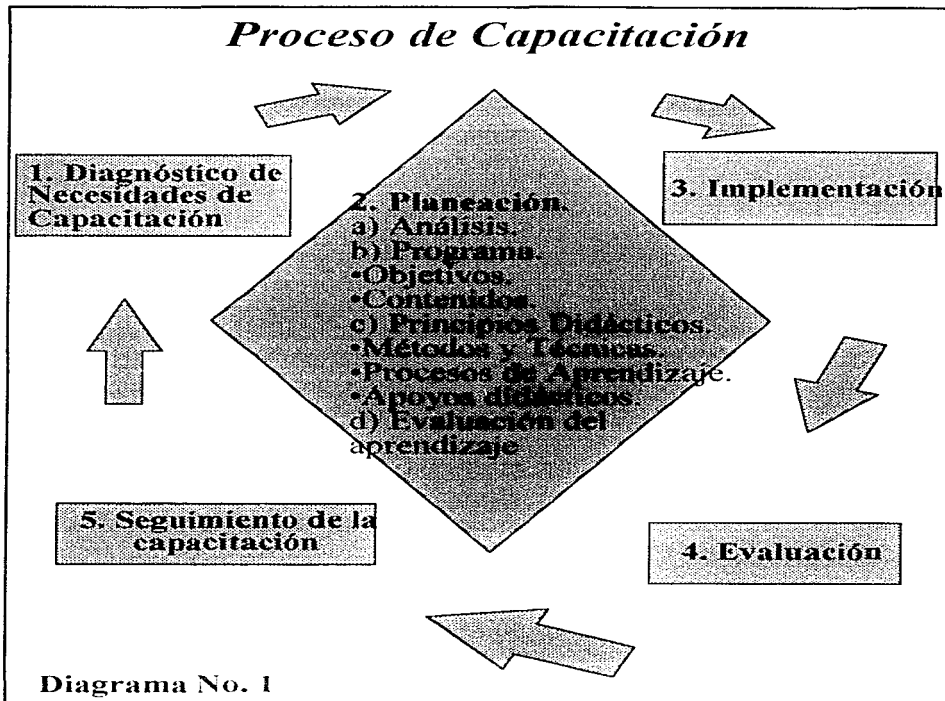 Proceso de Capacitación
1. Diagnóstico de
Necesidades de
Capacitación
2. Planeación.
a) Análisis.
b) Programa.
•Objetivos.
•Contenidos.
c) Principios Didácticos.
•Métodos y Técnicas.
•Procesos de Aprendizaje.
•Apoyos didácticos.
d) Evaluación del
aprendizaje
3. Implementación
4. Evaluación
5. Seguimiento de la
capacitación
Diagrama No. 1